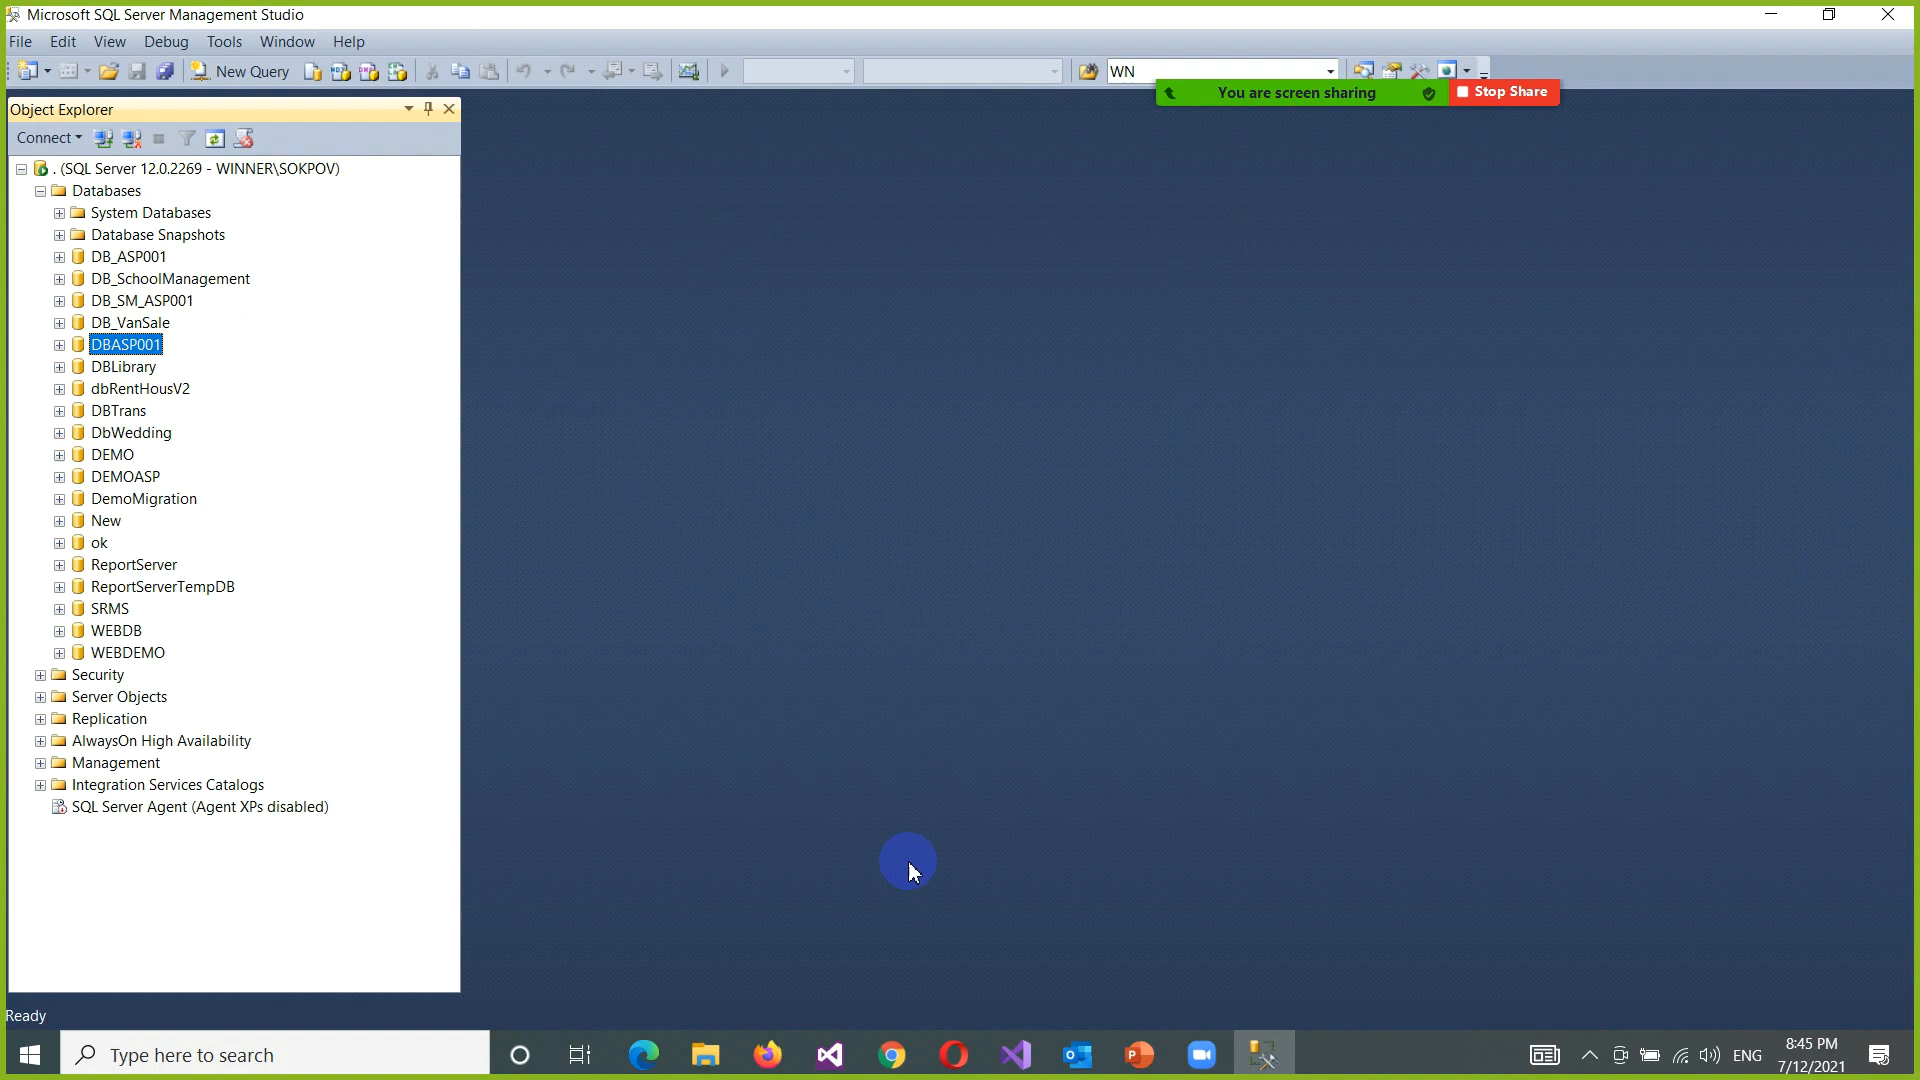 Microsoft SQL Server Management Studio
File Edit View Debug Tools Window Help
New Query
WN
You are screen sharing
Stop Share
Object Explorer
Connect
. (SQL Server 12.0.2269 - WINNER\SOKPOV)
Databases
System Databases
Database Snapshots
DB_ASP001
DB_SchoolManagement
DB_SM_ASP001
DB_VanSale
DBASP001
DBLibrary
dbRentHousV2
DBTrans
DbWedding
DEMO
DEMOASP
DemoMigration
New
ok
ReportServer
ReportServerTempDB
SRMS
WEBDB
WEBDEMO
Security
Server Objects
Replication
AlwaysOn High Availability
Management
Integration Services Catalogs
SQL Server Agent (Agent XPs disabled)
Ready
Type here to search
ENG
8:45 PM
7/12/2021